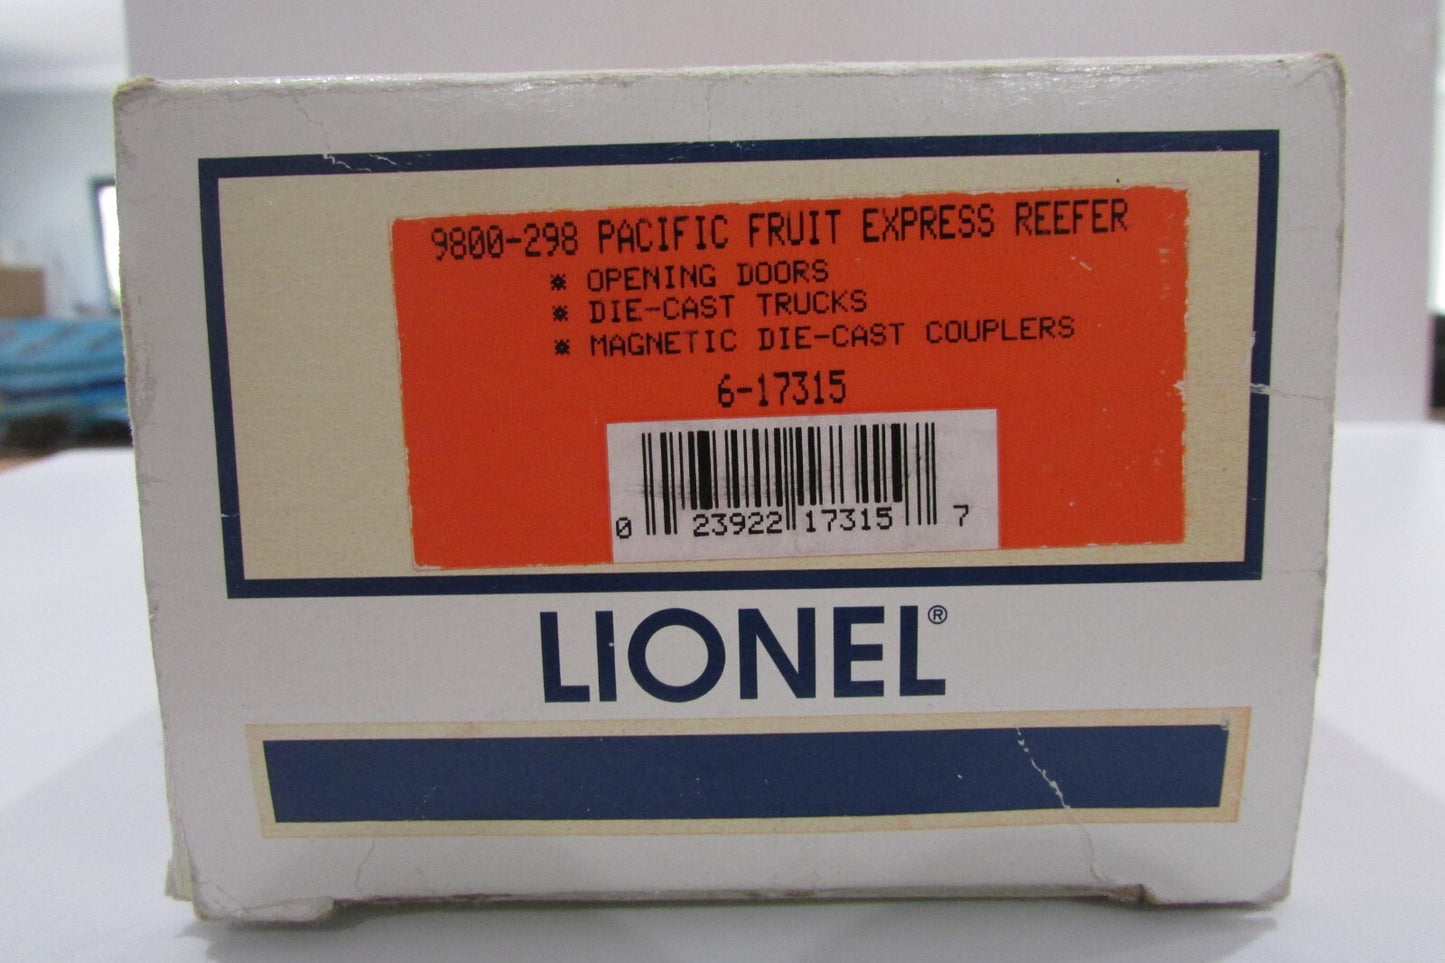 9800-298 PACIFIC FRUIT EXPRESS REEFER
* OPENING DOORS
* DIE-CAST TRUCKS
* MAGNETIC DIE-CAST COUPLERS
6-17315
0 23922 17315 7
LIONEL®